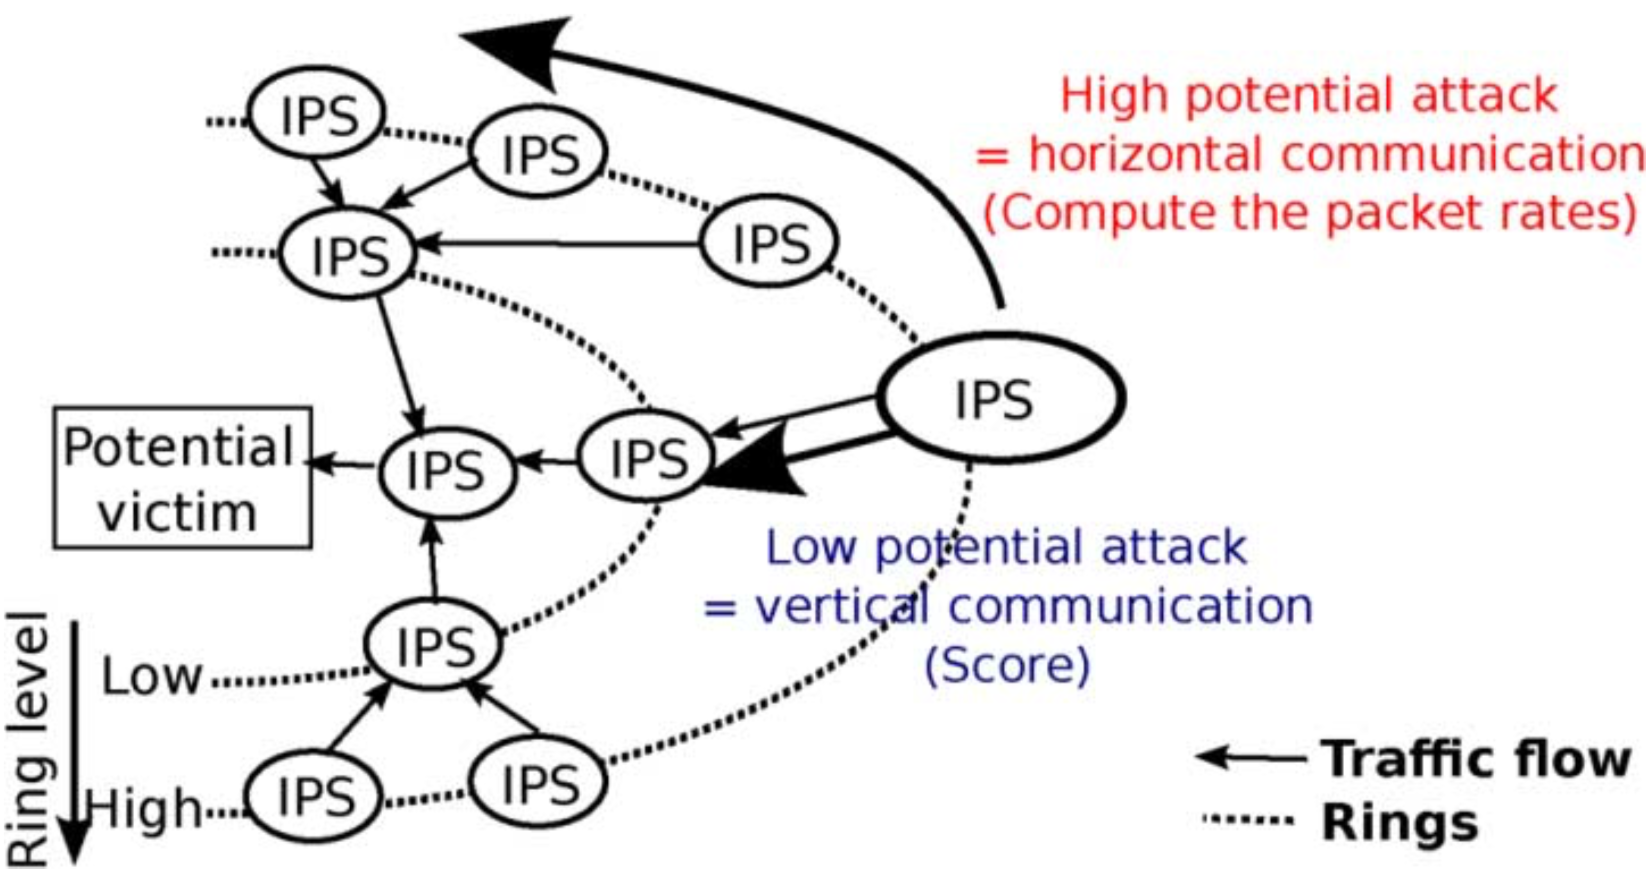 IPS
IPS
High potential attack
= horizontal communication
(Compute the packet rates)
IPS
IPS
IPS
Potential
victim
IPS
IPS
Low potential attack
= vertical communication
(Score)
IPS
Ring level
Low
High
IPS
IPS
Traffic flow
Rings